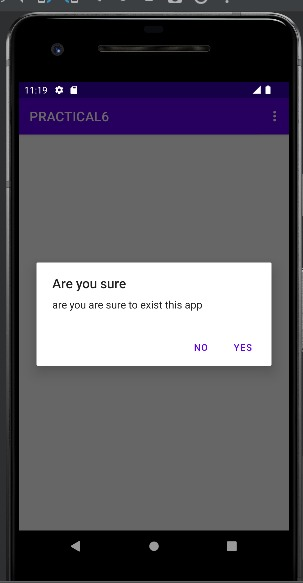 11:19
PRACTICAL6
Are you sure
are you are sure to exist this app
NO YES